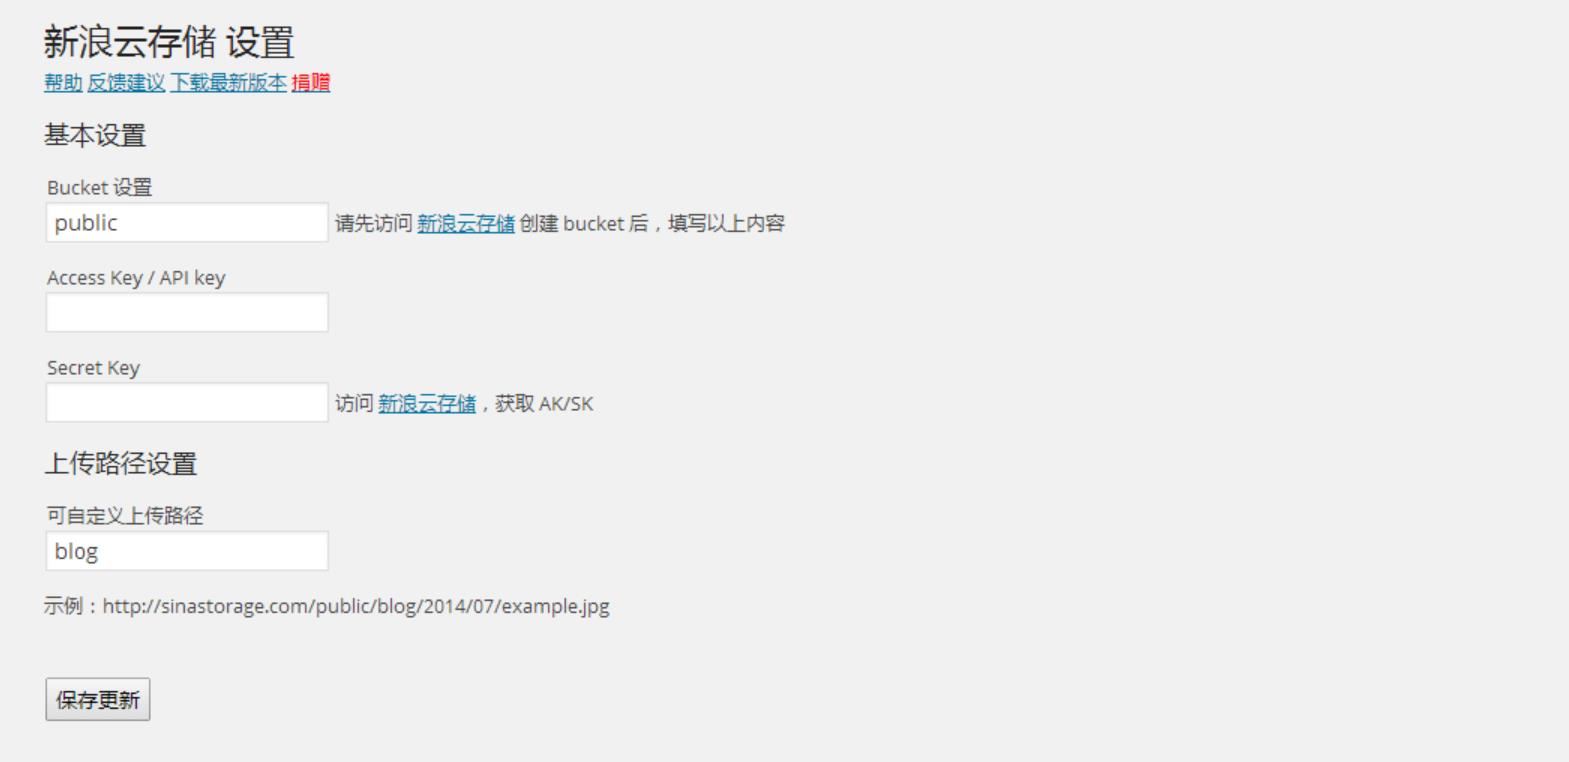 新浪云存储 设置
帮助 反馈建议 下载最新版本 捐赠
基本设置
Bucket 设置
public 请先访问 新浪云存储 创建 bucket 后，填写以上内容
Access Key / API key
Secret Key
访问 新浪云存储，获取 AK/SK
上传路径设置
可自定义上传路径
blog
示例：http://sinastorage.com/public/blog/2014/07/example.jpg
保存更新